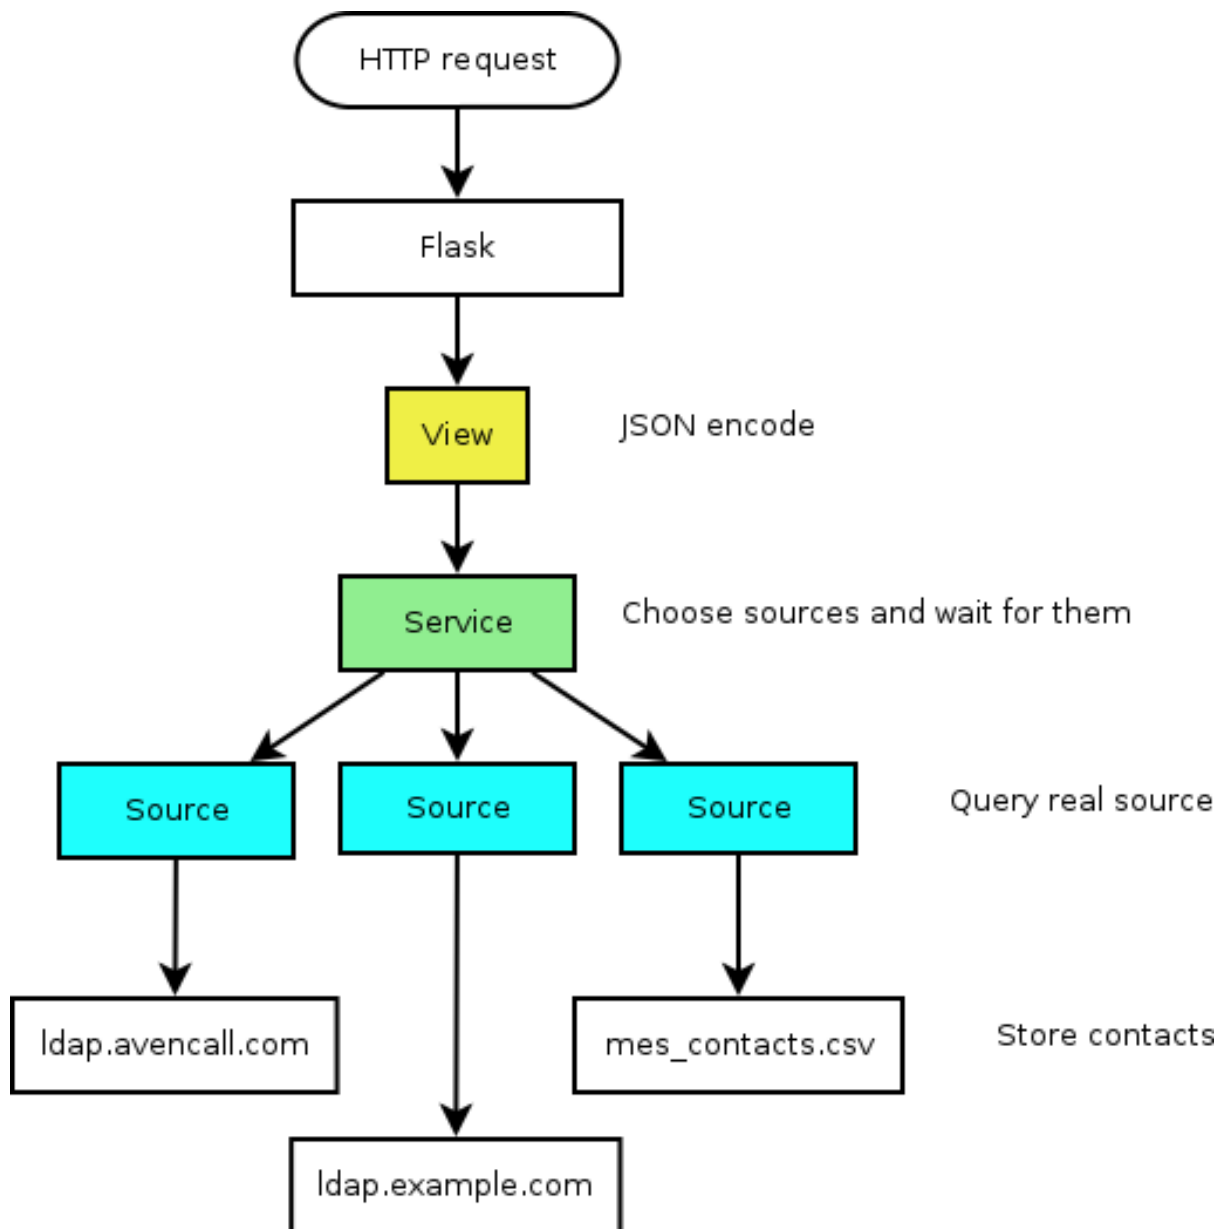 HTTP request
Flask
View
JSON encode
Service
Choose sources and wait for them
Source
Source
Source
Query real source
ldap.avencall.com
mes_contacts.csv
Store contacts
ldap.example.com